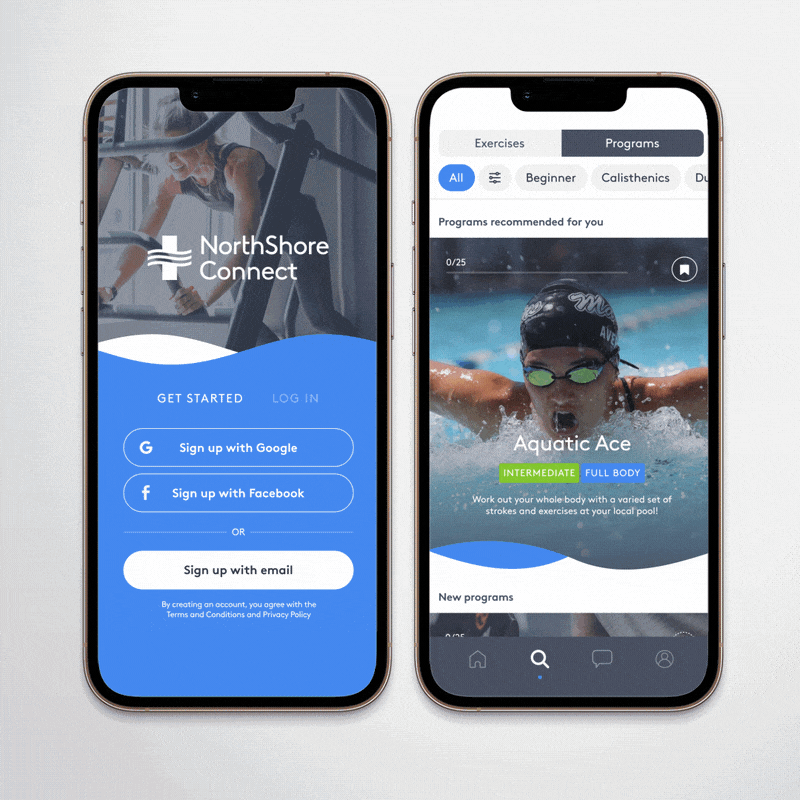 NorthShore
Connect
GET STARTED
LOG IN
G
Sign up with Google
f
Sign up with Facebook
OR
Sign up with email
By creating an account, you agree with the
Terms and Conditions and Privacy Policy
Exercises
Programs
All
Beginner
Calisthenics
Du
Programs recommended for you
0/25
AVE
Aquatic Ace
INTERMEDIATE
FULL BODY
Work out your whole body with a varied set of
strokes and exercises at your local pool!
New programs
0/25